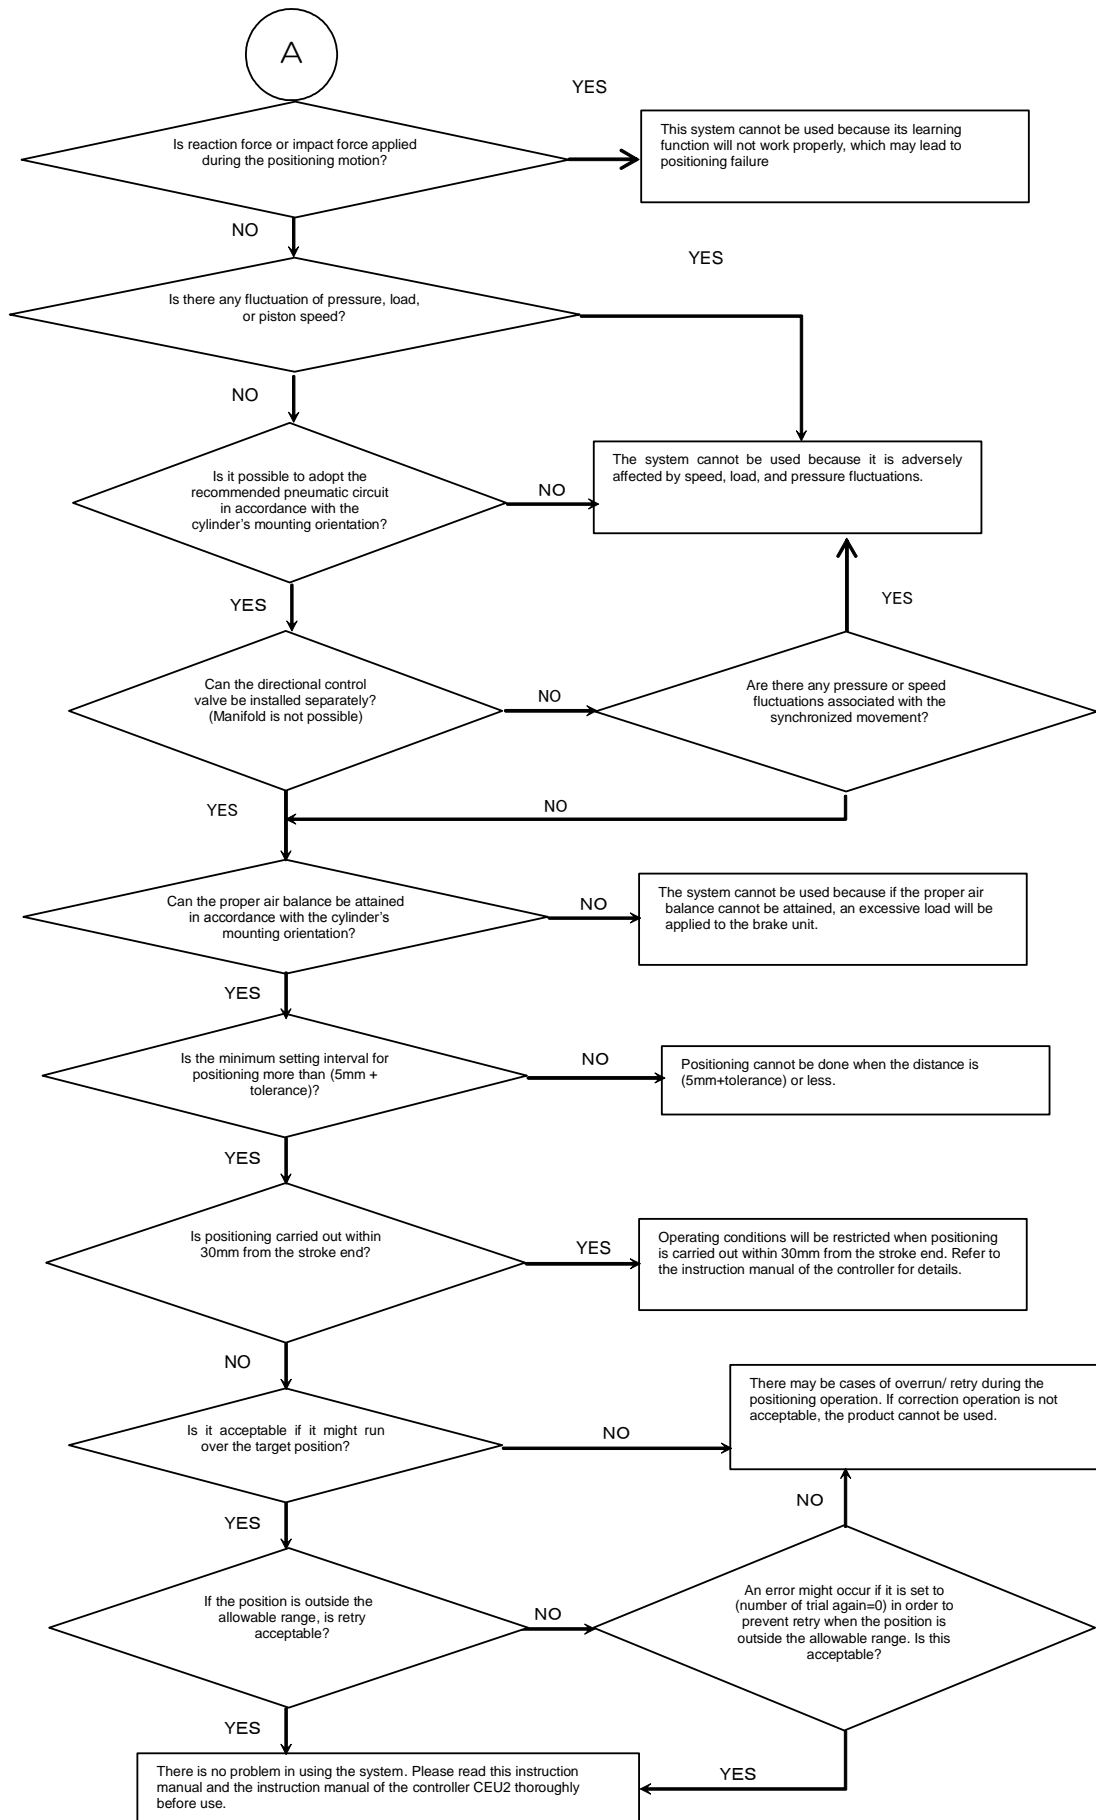 A
YES
Is reaction force or impact force applied
during the positioning motion?
This system cannot be used because its learning
function will not work properly, which may lead to
positioning failure
NO
YES
Is there any fluctuation of pressure, load,
or piston speed?
NO
Is it possible to adopt the
recommended pneumatic circuit
in accordance with the
cylinder's mounting orientation?
NO
The system cannot be used because it is adversely
affected by speed, load, and pressure fluctuations.
YES
YES
Can the directional control
valve be installed separately?
(Manifold is not possible)
NO
Are there any pressure or speed
fluctuations associated with the
synchronized movement?
YES
NO
Can the proper air balance be attained
in accordance with the cylinder's
mounting orientation?
NO
The system cannot be used because if the proper air
balance cannot be attained, an excessive load will be
applied to the brake unit.
YES
Is the minimum setting interval for
positioning more than (5mm +
tolerance)?
NO
Positioning cannot be done when the distance is
(5mm+tolerance) or less.
YES
Is positioning carried out within
30mm from the stroke end?
YES
Operating conditions will be restricted when positioning
is carried out within 30mm from the stroke end. Refer to
the instruction manual of the controller for details.
NO
Is it acceptable if it might run
over the target position?
NO
There may be cases of overrun/ retry during the
positioning operation. If correction operation is not
acceptable, the product cannot be used.
YES
NO
If the position is outside the
allowable range, is retry
acceptable?
NO
An error might occur if it is set to
(number of trial again=0) in order to
prevent retry when the position is
outside the allowable range. Is this
acceptable?
YES
YES
There is no problem in using the system. Please read this instruction
manual and the instruction manual of the controller CEU2 thoroughly
before use.